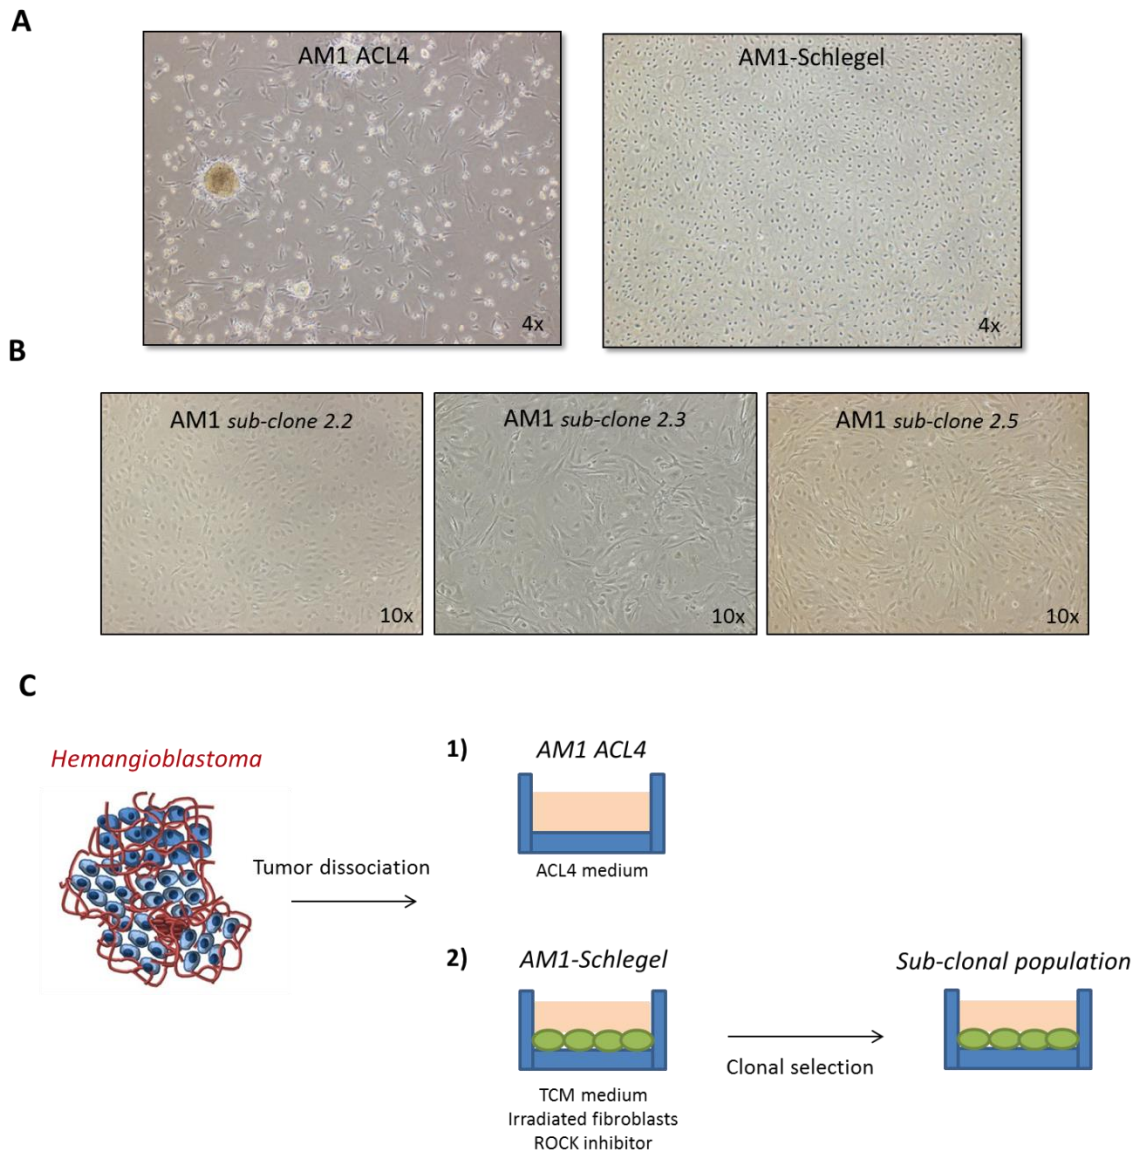 A
AM1 ACL4
4x
AM1-Schlegel
4x
B
AM1 sub-clone 2.2
10x
AM1 sub-clone 2.3
10x
AM1 sub-clone 2.5
10x
C
Hemangioblastoma
Tumor dissociation
1)
AM1 ACL4
ACL4 medium
2)
AM1-Schlegel
TCM medium
Irradiated fibroblasts
ROCK inhibitor
Clonal selection
Sub-clonal population